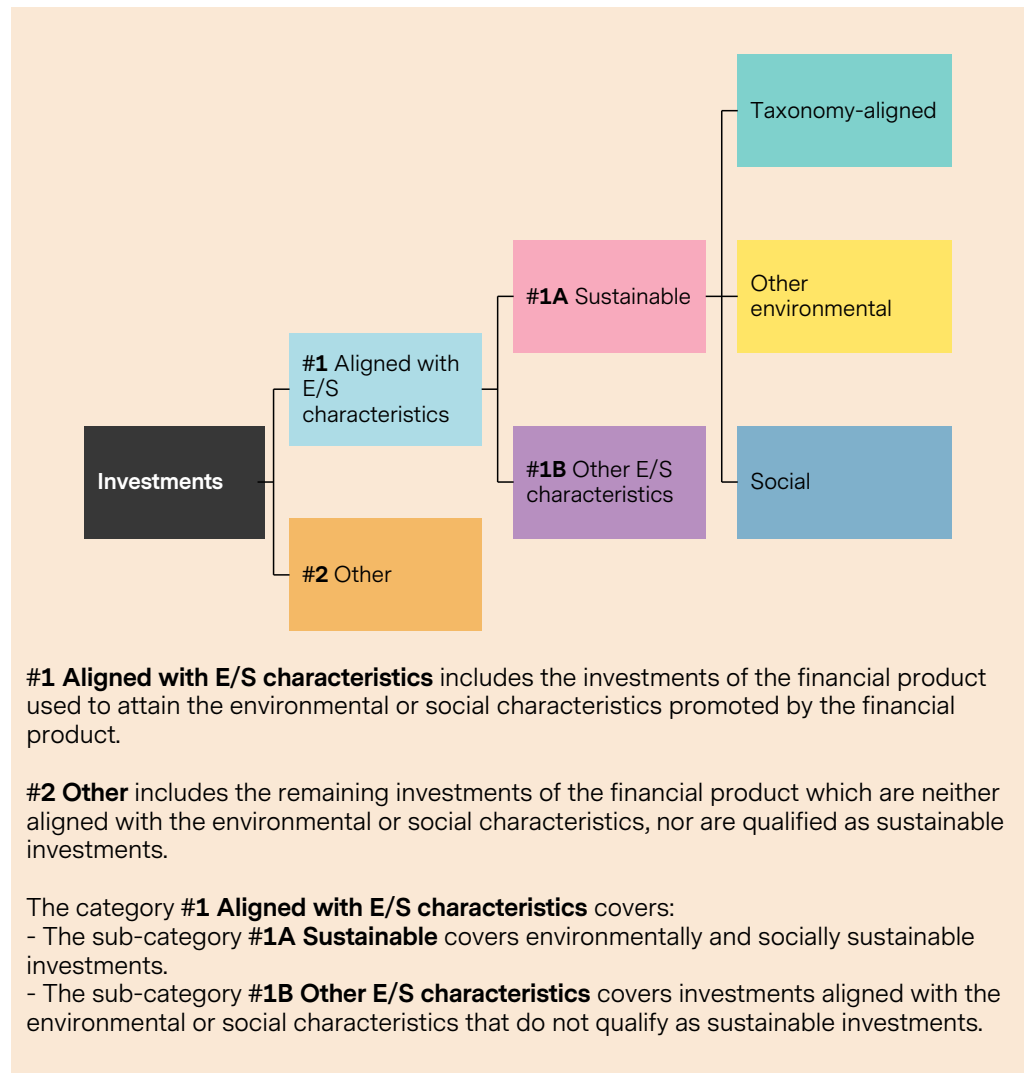 Taxonomy-aligned
#1A Sustainable
Other
environmental
#1 Aligned with
E/S
characteristics
Investments
#1B Other E/S
characteristics
Social
#2 Other
#1 Aligned with E/S characteristics includes the investments of the financial product
used to attain the environmental or social characteristics promoted by the financial
product.
#2 Other includes the remaining investments of the financial product which are neither
aligned with the environmental or social characteristics, nor are qualified as sustainable
investments.
The category #1 Aligned with E/S characteristics covers:
- The sub-category #1A Sustainable covers environmentally and socially sustainable
investments.
- The sub-category #1B Other E/S characteristics covers investments aligned with the
environmental or social characteristics that do not qualify as sustainable investments.